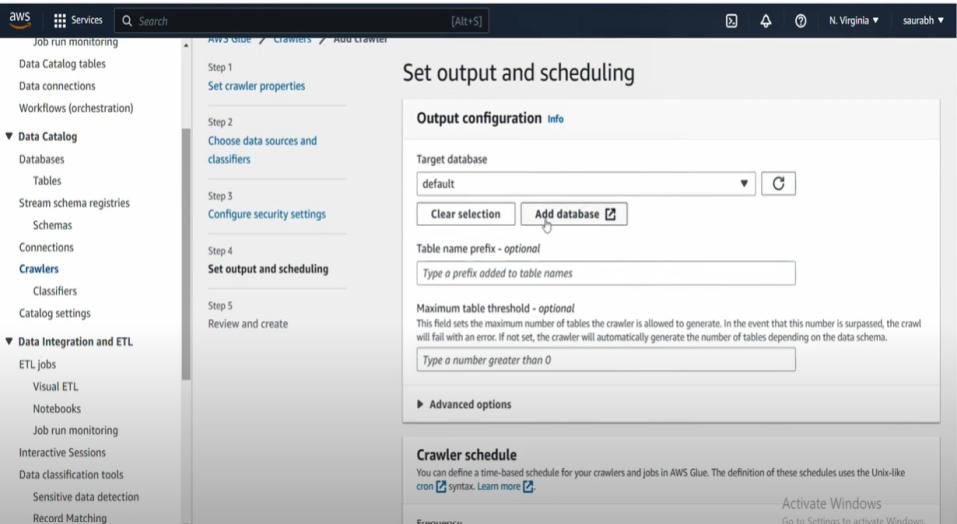 aws
Services
Search
[Alt+S]
N. Virginia
saurabh
Job run monitoring
Data Catalog tables
Data connections
Workflows (orchestration)
Data Catalog
Databases
Tables
Stream schema registries
Schemas
Connections
Crawlers
Classifiers
Catalog settings
Data Integration and ETL
ETL jobs
Visual ETL
Notebooks
Job run monitoring
Interactive Sessions
Data classification tools
Sensitive data detection
Record Matching
AWS Glue / Crawlers / Add crawler
Step 1
Set crawler properties
Step 2
Choose data sources and
classifiers
Step 3
Configure security settings
Step 4
Set output and scheduling
Step 5
Review and create
Set output and scheduling
Output configuration Info
Target database
default
Clear selection
Add database
Table name prefix - optional
Type a prefix added to table names
Maximum table threshold - optional
This field sets the maximum number of tables the crawler is allowed to generate. In the event that this number is surpassed, the crawl
will fail with an error. If not set, the crawler will automatically generate the number of tables depending on the data schema.
Type a number greater than 0
Advanced options
Crawler schedule
You can define a time-based schedule for your crawlers and jobs in AWS Glue. The definition of these schedules uses the Unix-like
cron syntax. Learn more.
Frequency
Activate Windows
Go to Settings to activate Windows.